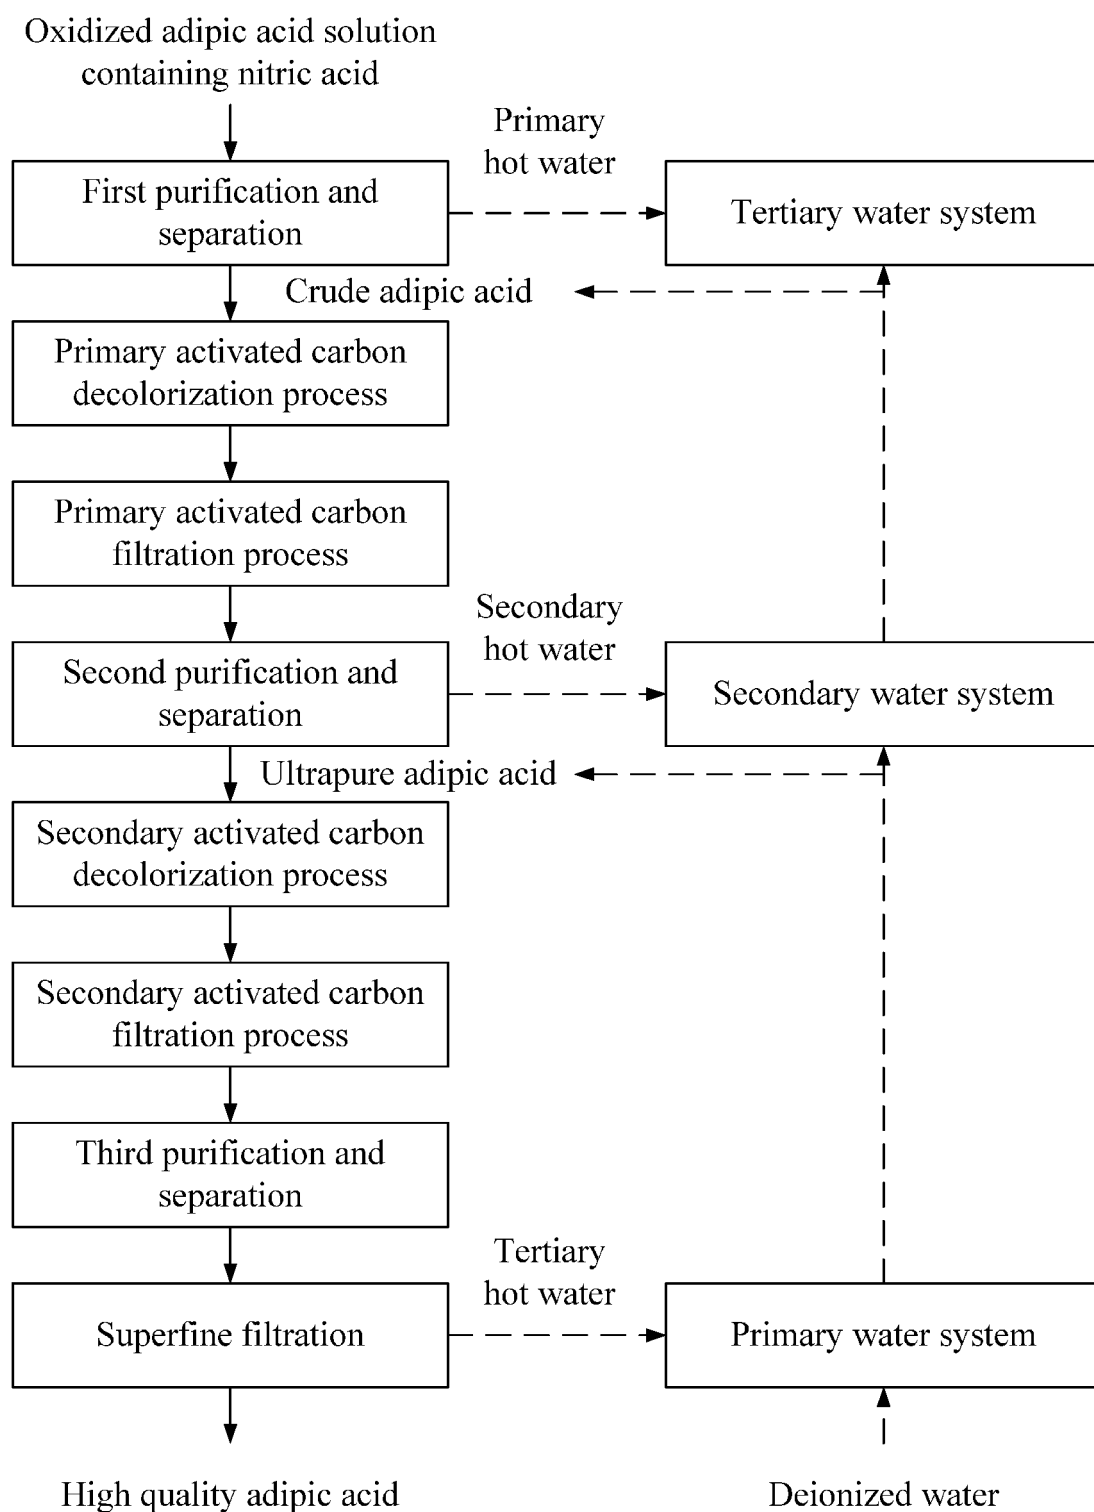 Oxidized adipic acid solution
containing nitric acid
Primary
hot water
First purification and
separation
Tertiary water system
Crude adipic acid
Primary activated carbon
decolorization process
Primary activated carbon
filtration process
Secondary
hot water
Second purification and
separation
Secondary water system
Ultrapure adipic acid
Secondary activated carbon
decolorization process
Secondary activated carbon
filtration process
Third purification and
separation
Tertiary
hot water
Superfine filtration
Primary water system
High quality adipic acid
Deionized water